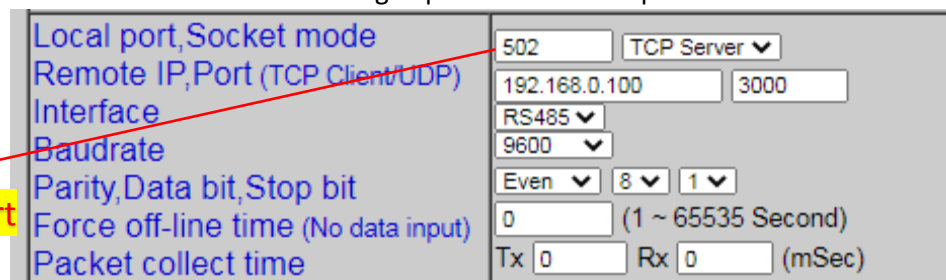 Local port,Socket mode 502 TCP Server
Remote IP,Port (TCP Client/UDP) 192.168.0.100 3000
Interface RS485
Baudrate 9600
Parity,Data bit,Stop bit Even 8 1
Force off-line time (No data input) 0 (1 ~ 65535 Second)
Packet collect time Tx 0 Rx 0 (mSec)